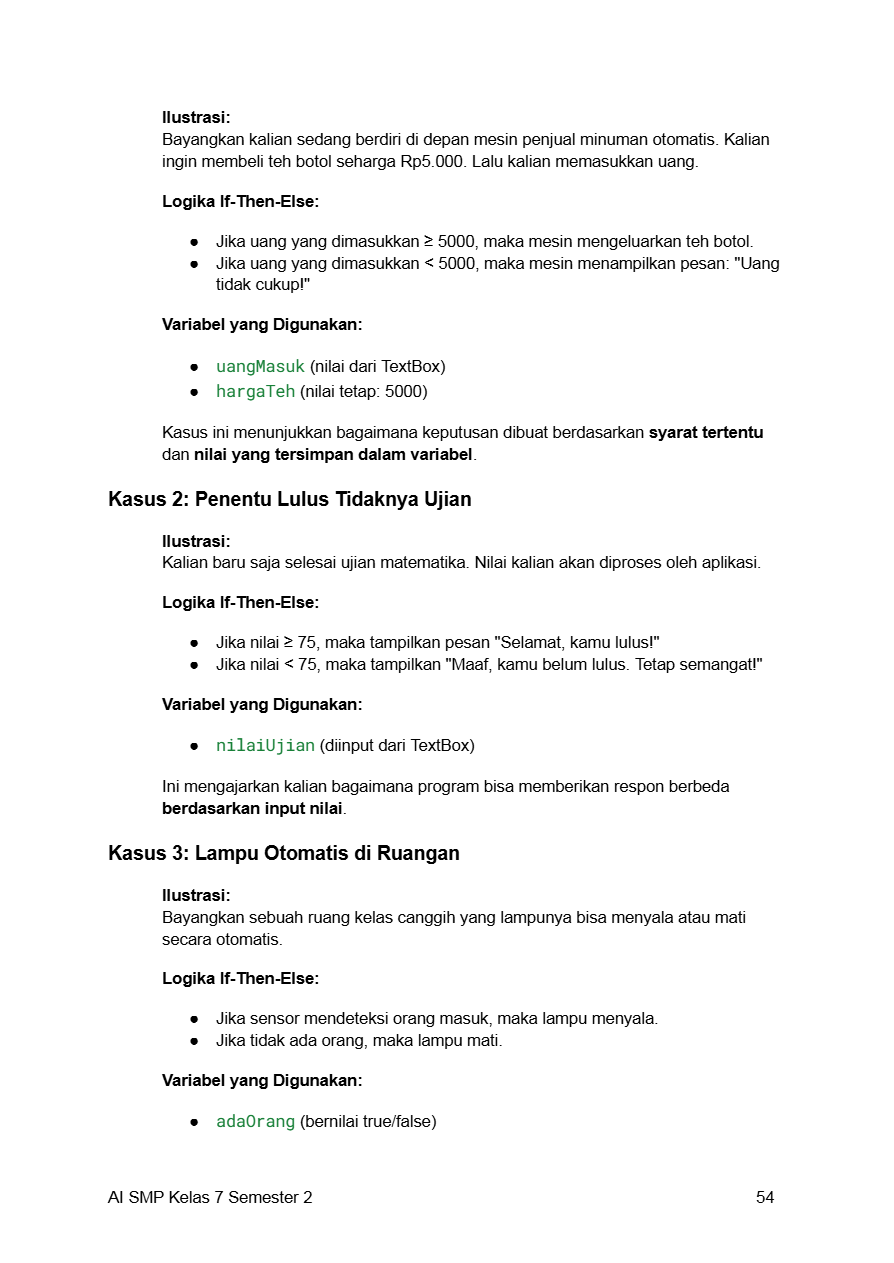 Ilustrasi:
Bayangkan kalian sedang berdiri di depan mesin penjual minuman otomatis. Kalian
ingin membeli teh botol seharga Rp5.000. Lalu kalian memasukkan uang.
Logika If-Then-Else:
● Jika uang yang dimasukkan ≥ 5000, maka mesin mengeluarkan teh botol.
● Jika uang yang dimasukkan < 5000, maka mesin menampilkan pesan: "Uang
tidak cukup!"
Variabel yang Digunakan:
● uangMasuk (nilai dari TextBox)
● hargaTeh (nilai tetap: 5000)
Kasus ini menunjukkan bagaimana keputusan dibuat berdasarkan syarat tertentu
dan nilai yang tersimpan dalam variabel.
Kasus 2: Penentu Lulus Tidaknya Ujian
Ilustrasi:
Kalian baru saja selesai ujian matematika. Nilai kalian akan diproses oleh aplikasi.
Logika If-Then-Else:
● Jika nilai ≥ 75, maka tampilkan pesan "Selamat, kamu lulus!"
● Jika nilai < 75, maka tampilkan "Maaf, kamu belum lulus. Tetap semangat!"
Variabel yang Digunakan:
● nilaiUjian (diinput dari TextBox)
Ini mengajarkan kalian bagaimana program bisa memberikan respon berbeda
berdasarkan input nilai.
Kasus 3: Lampu Otomatis di Ruangan
Ilustrasi:
Bayangkan sebuah ruang kelas canggih yang lampunya bisa menyala atau mati
secara otomatis.
Logika If-Then-Else:
● Jika sensor mendeteksi orang masuk, maka lampu menyala.
● Jika tidak ada orang, maka lampu mati.
Variabel yang Digunakan:
● adaOrang (bernilai true/false)
AI SMP Kelas 7 Semester 2 54